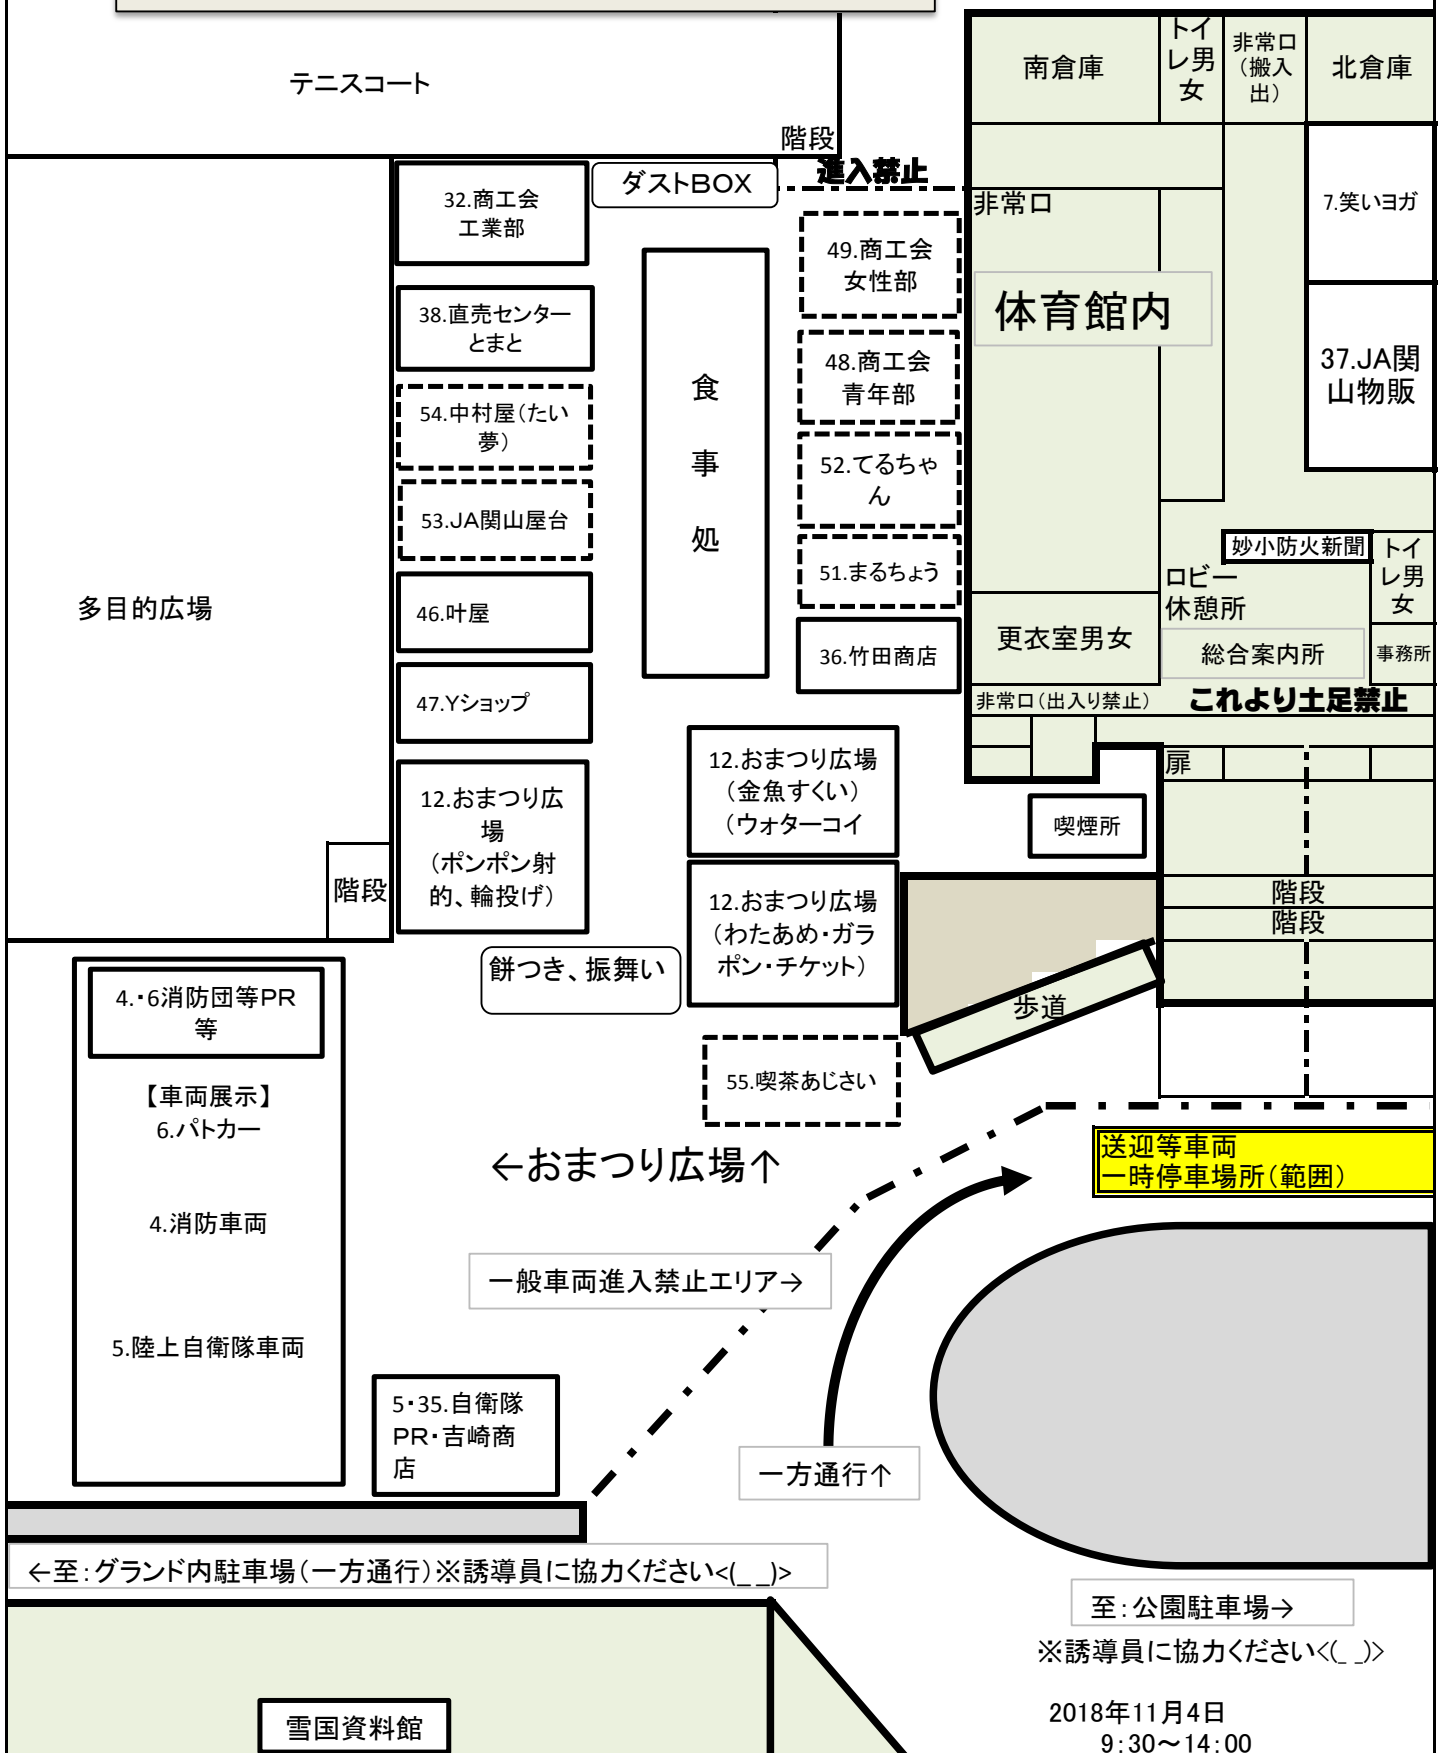 テニスコート
階段
進入禁止
ダストBOX
南倉庫
トイ
レ男
女
非常口
（搬入
出）
北倉庫
32.商工会
工業部
38.直売センター
とまと
54.中村屋（たい
夢）
53.JA関山屋台
46.叶屋
47.Yショップ
12.おまつり広
場
（ポンポン射
的、輪投げ）
食
事
処
49.商工会
女性部
48.商工会
青年部
52.てるちゃ
ん
51.まるちょう
36.竹田商店
12.おまつり広場
（金魚すくい）
（ウォターコイ
12.おまつり広場
（わたあめ・ガラ
ポン・チケット）
非常口
体育館内
7.笑いヨガ
37.JA関
山物販
妙小防火新聞
トイ
レ男
女
ロビー
休憩所
更衣室男女
総合案内所
事務所
非常口（出入り禁止）
これより土足禁止
扉
喫煙所
階段
階段
歩道
多目的広場
階段
餅つき、振舞い
55.喫茶あじさい
4.・6消防団等PR
等
【車両展示】
6.パトカー
4.消防車両
5.陸上自衛隊車両
5・35.自衛隊
PR・吉崎商
店
←おまつり広場↑
送迎等車両
一時停車場所（範囲）
一般車両進入禁止エリア→
一方通行↑
←至：グランド内駐車場（一方通行）※誘導員に協力ください<(_ _)>
至：公園駐車場→
※誘導員に協力ください<(_ _)>
雪国資料館
2018年11月4日
9：30～14：00